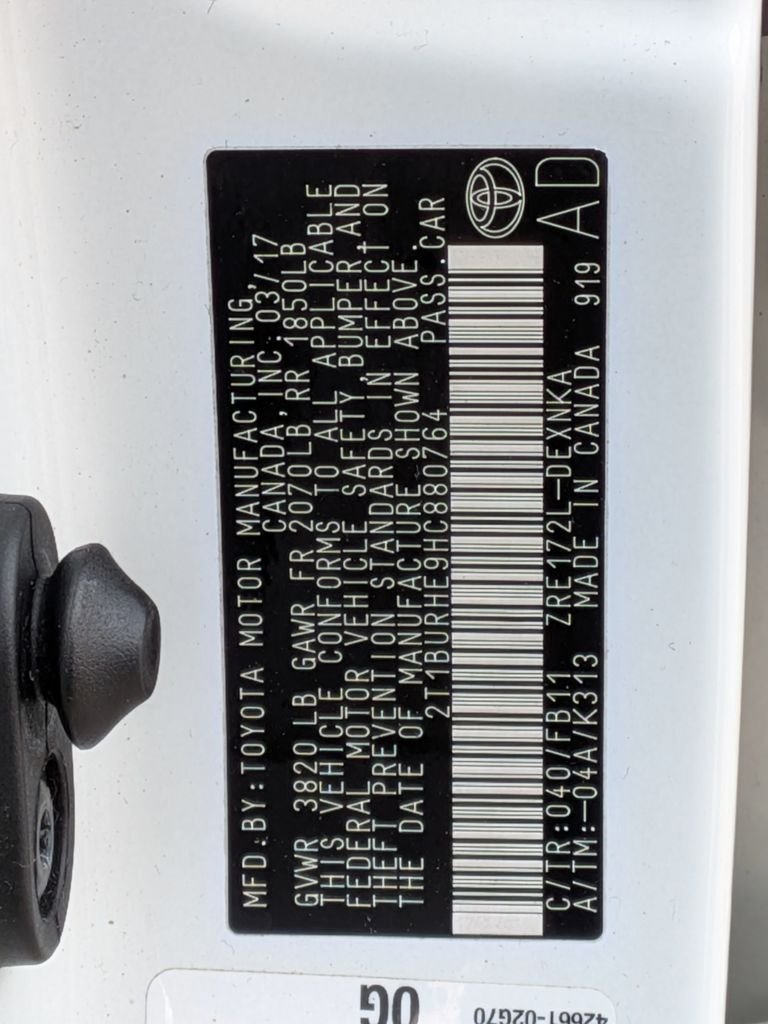 MFD.BY:TOYOTA MOTOR MANUFACTURING,
CANADA,INC. 03/17
GVWR 3820LB GAWR FR 2070LB,RR 1850LB
THIS VEHICLE CONFORMS TO ALL APPLICABLE
FEDERAL MOTOR VEHICLE SAFETY, BUMPER,AND
THEFT PREVENTION STANDARDS IN EFFECT ON
THE DATE OF MANUFACTURE SHOWN ABOVE.
2T1BURHE9HC880764 PASS.CAR
C/TR:040/FB11 ZRE172L-DEXNKA
A/TM:-04A/K313 MADE IN CANADA 919
AD
0G
42661-02G70